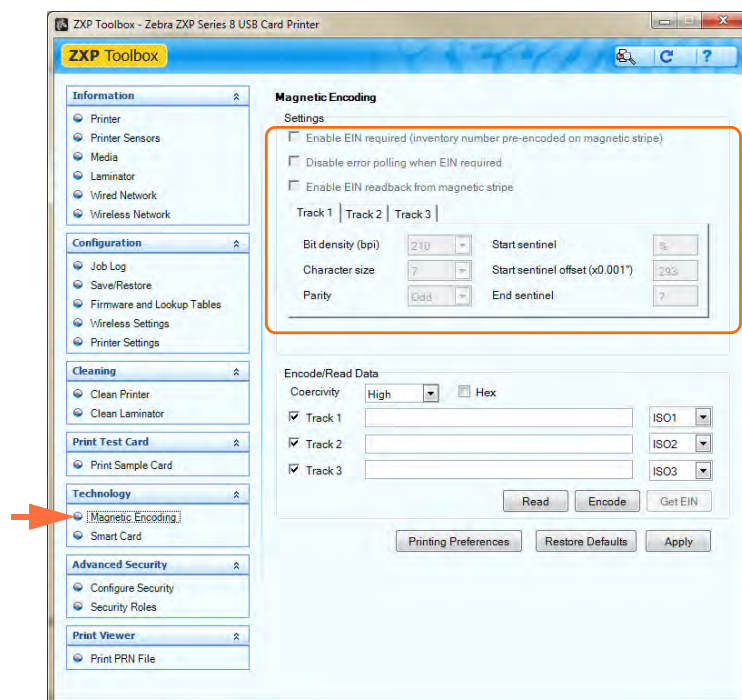 ZXP Toolbox - Zebra ZXP Series 8 USB Card Printer
ZXP Toolbox
?
Information
Printer
Printer Sensors
Media
Laminator
Wired Network
Wireless Network
Configuration
Job Log
Save/Restore
Firmware and Lookup Tables
Wireless Settings
Printer Settings
Cleaning
Clean Printer
Clean Laminator
Print Test Card
Print Sample Card
Technology
Magnetic Encoding
Smart Card
Advanced Security
Configure Security
Security Roles
Print Viewer
Print PRN File
Magnetic Encoding
Settings
Enable EIN required (inventory number pre-encoded on magnetic stripe)
Disable error polling when EIN required
Enable EIN readback from magnetic stripe
Track 1 Track 2 Track 3
Bit density (bpi) 210 Start sentinel %
Character size 7 Start sentinel offset (x0.001") 293
Parity Odd End sentinel
Encode/Read Data
Coercivity High Hex
Track 1 ISO1
Track 2 ISO2
Track 3 ISO3
Read Encode Get EIN
Printing Preferences Restore Defaults Apply